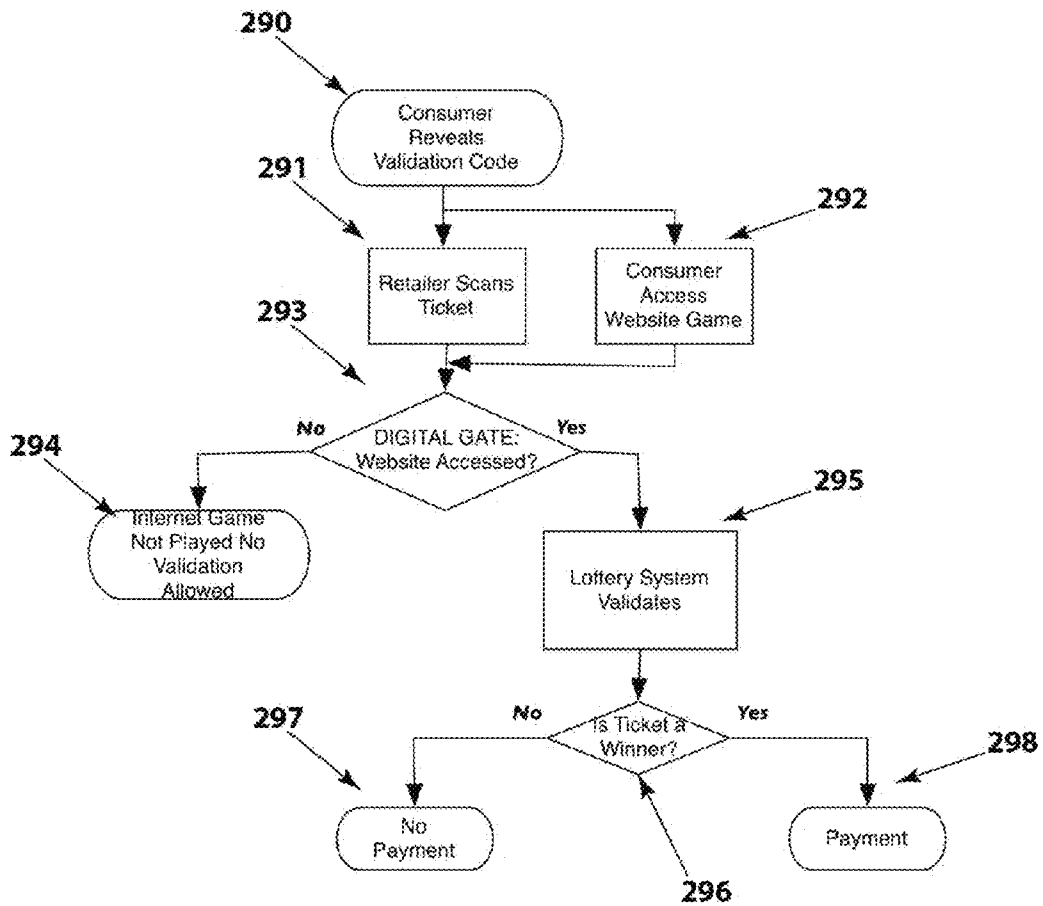 290
Consumer
Reveals
Validation Code
291
292
Retailer Scans
Ticket
Consumer
Access
Website Game
293
No
DIGITAL GATE:
Website Accessed?
Yes
294
Internet Game
Not Played No
Validation
Allowed
295
Lottery System
Validates
297
No
Is Ticket a
Winner?
Yes
298
No
Payment
Payment
296